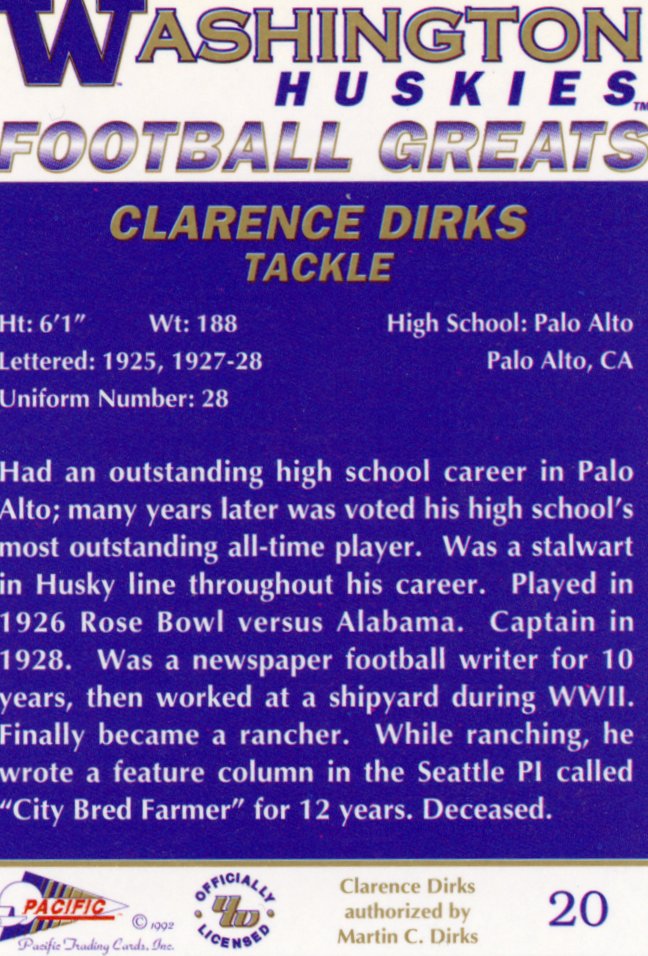 WASHINGTON
HUSKIES™
FOOTBALL GREATS
CLARENCE DIRKS
TACKLE
Ht: 6'1" Wt: 188 High School: Palo Alto
Lettered: 1925, 1927-28 Palo Alto, CA
Uniform Number: 28
Had an outstanding high school career in Palo
Alto; many years later was voted his high school's
most outstanding all-time player. Was a stalwart
in Husky line throughout his career. Played in
1926 Rose Bowl versus Alabama. Captain in
1928. Was a newspaper football writer for 10
years, then worked at a shipyard during WWII.
Finally became a rancher. While ranching, he
wrote a feature column in the Seattle PI called
"City Bred Farmer" for 12 years. Deceased.
PACIFIC
© 1992
Pacific Trading Cards, Inc.
OFFICIALLY
UW
LICENSED
Clarence Dirks
authorized by
Martin C. Dirks
20